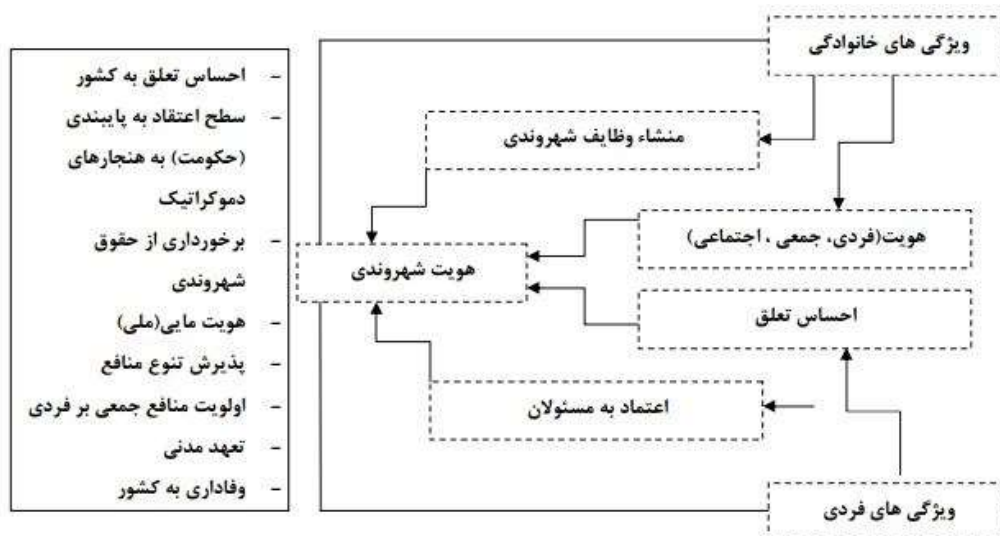 ویژگی های خانوادگی
منشاء وظایف شهروندی
هویت(فردی، جمعی ، اجتماعی)
هویت شهروندی
احساس تعلق
اعتماد به مسئولان
ویژگی های فردی
- احساس تعلق به کشور
- سطح اعتقاد به پایبندی
(حکومت) به هنجارهای
دموکراتیک
- برخورداری از حقوق
شهروندی
- هویت مایی(ملی)
- پذیرش تنوع منافع
- اولویت منافع جمعی بر فردی
- تعهد مدنی
- وفاداری به کشور